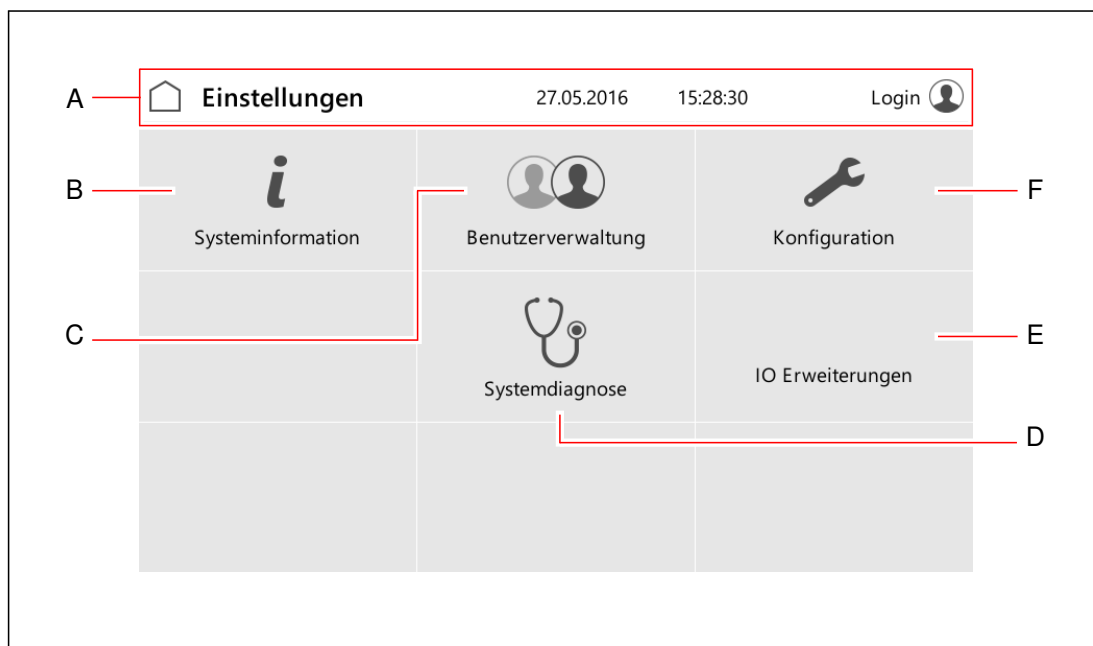 A
Einstellungen 27.05.2016 15:28:30 Login
B
Systeminformation Benutzerverwaltung Konfiguration
F
C
Systemdiagnose IO Erweiterungen
E
D